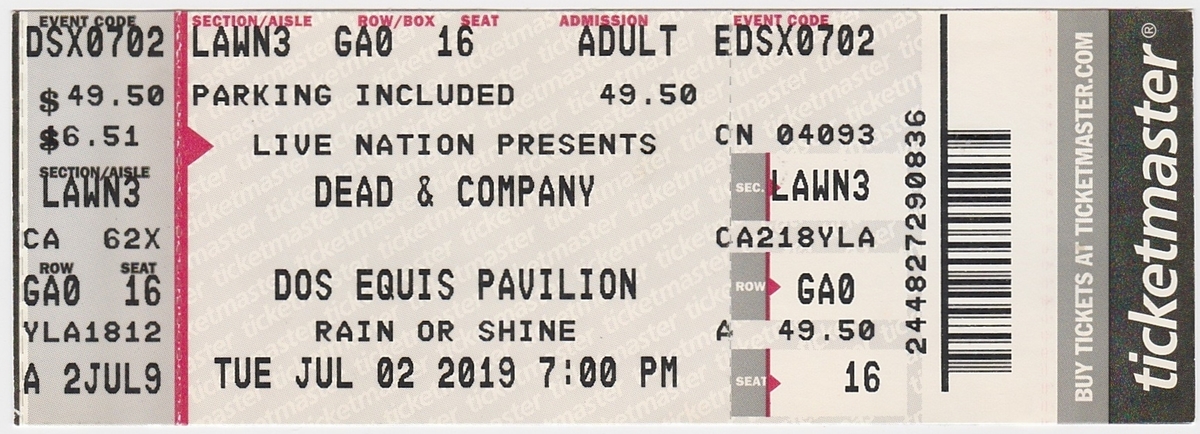 EVENT CODE
DSX0702
$ 49.50
$6.51
SECTION/AISLE
LAWN3
CA 62X
ROW SEAT
GA0 16
YLA1812
A 2JUL9
SECTION/AISLE ROW/BOX SEAT ADMISSION
LAWN3 GA0 16 ADULT
PARKING INCLUDED 49.50
LIVE NATION PRESENTS
DEAD & COMPANY
DOS EQUIS PAVILION
RAIN OR SHINE
TUE JUL 02 2019 7:00 PM
EVENT CODE
EDSX0702
CN 04093
SEC. LAWN3
CA218YLA
ROW GA0
A 49.50
SEAT 16
244827290836
BUY TICKETS AT TICKETMASTER.COM
ticketmaster®